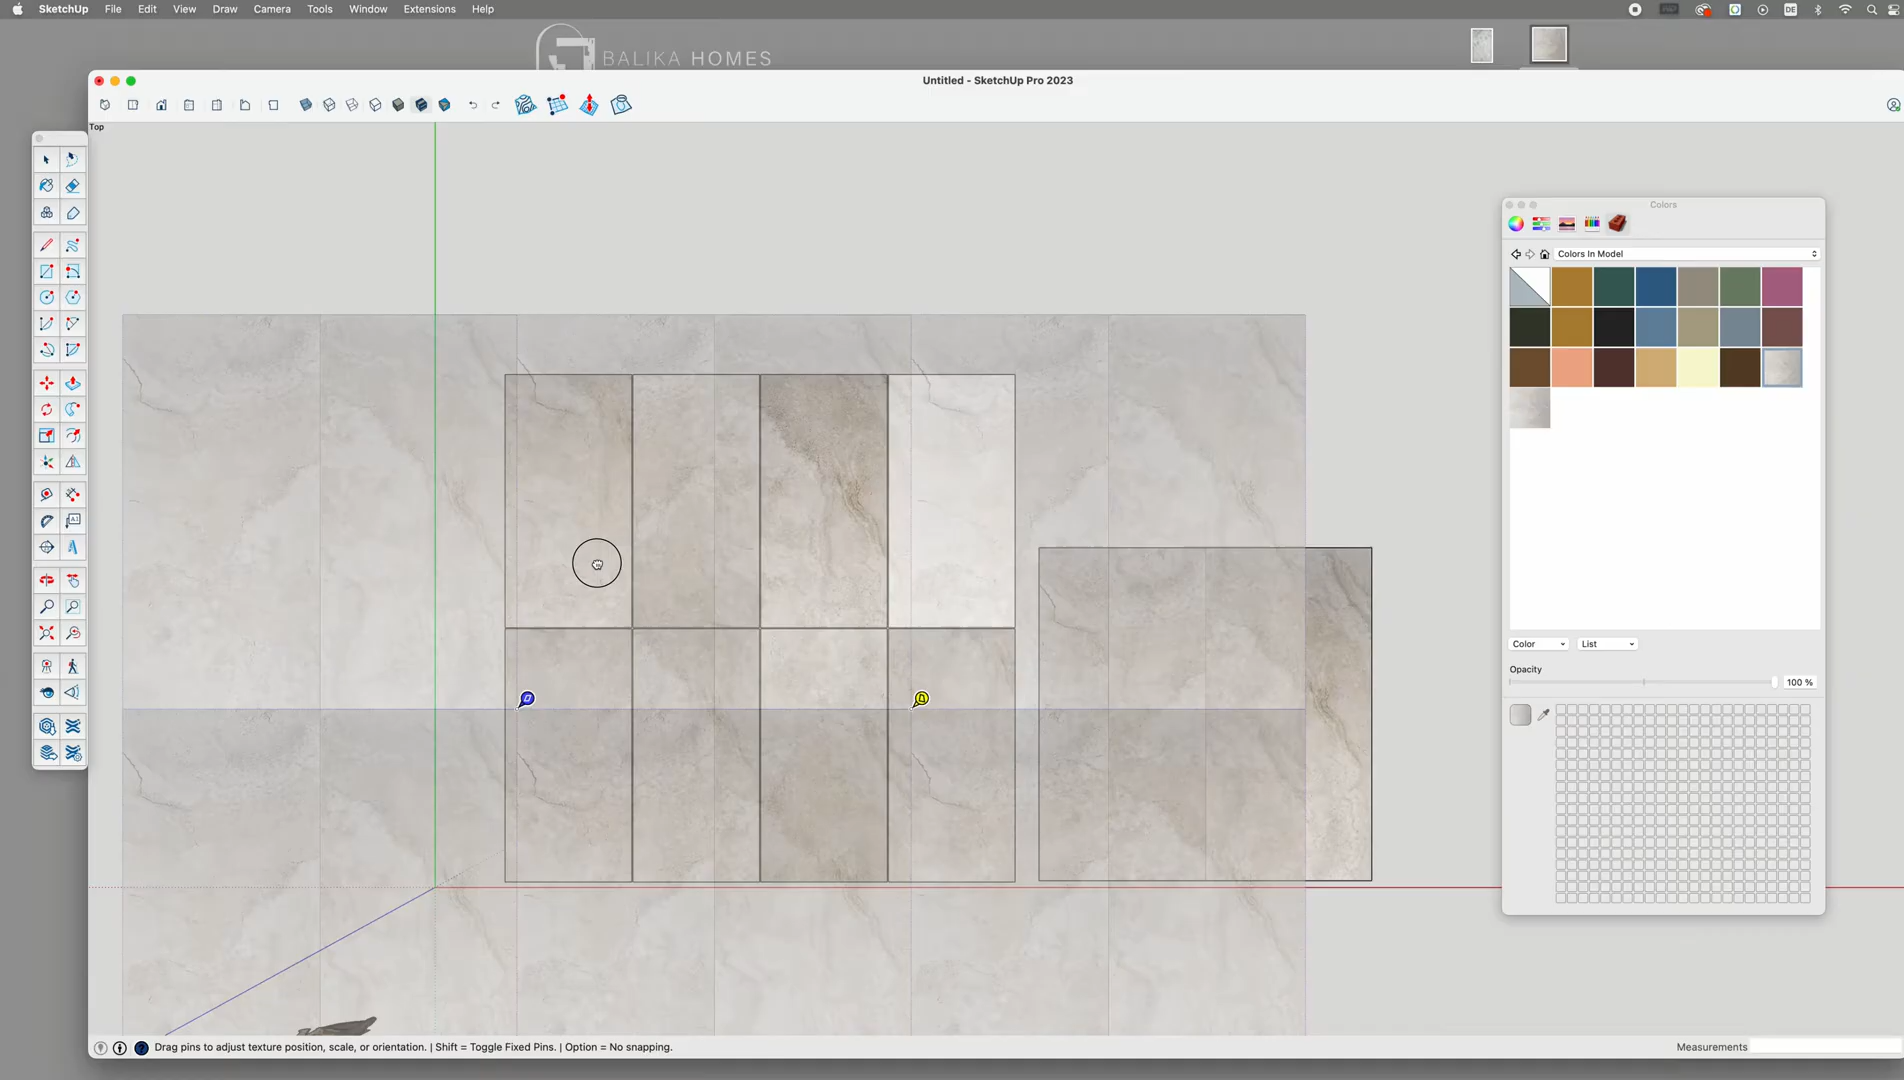 SketchUp File Edit View Draw Camera Tools Window Extensions Help
DE
BALIKA HOMES
Untitled - SketchUp Pro 2023
Top
Colors
Colors In Model
A1
Color List
Opacity
100 %
Drag pins to adjust texture position, scale, or orientation. | Shift = Toggle Fixed Pins. | Option = No snapping.
Measurements